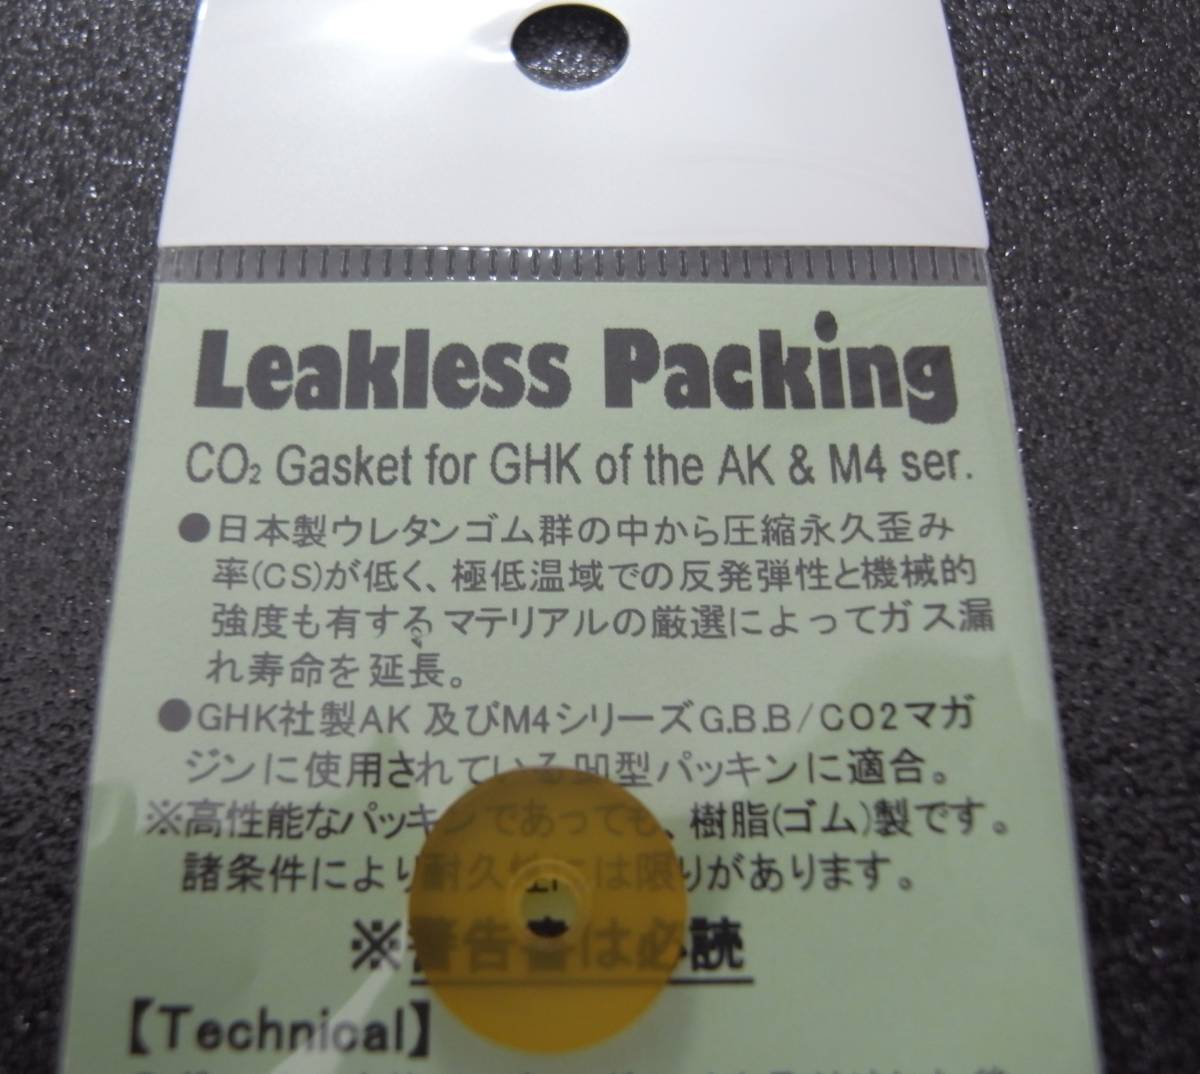 Leakless Packing
CO2 Gasket for GHK of the AK & M4 ser.
●日本製ウレタンゴム群の中から圧縮永久歪み
率(CS)が低く、極低温域での反発弾性と機械的
強度も有するマテリアルの厳選によってガス漏
れ寿命を延長。
●GHK社製AK 及びM4シリーズG.B.B/CO2マガ
ジンに使用されている凹型パッキンに適合。
※高性能なパッキンであっても、樹脂(ゴム)製です。
諸条件により耐久性には限りがあります。
※警告書は必読
【Technical】